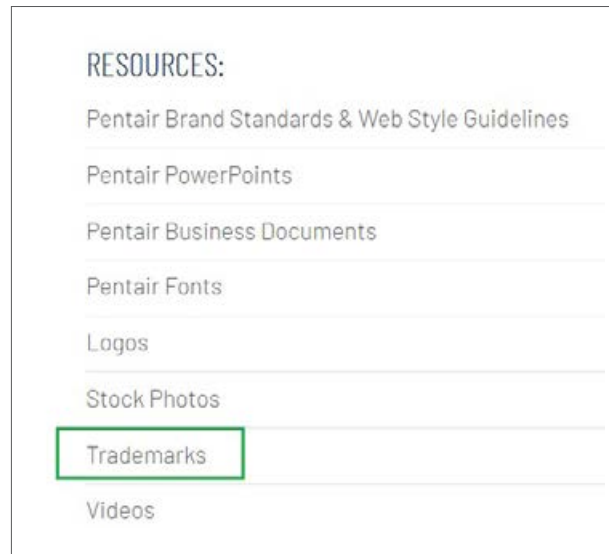 RESOURCES:
Pentair Brand Standards & Web Style Guidelines
Pentair PowerPoints
Pentair Business Documents
Pentair Fonts
Logos
Stock Photos
Trademarks
Videos